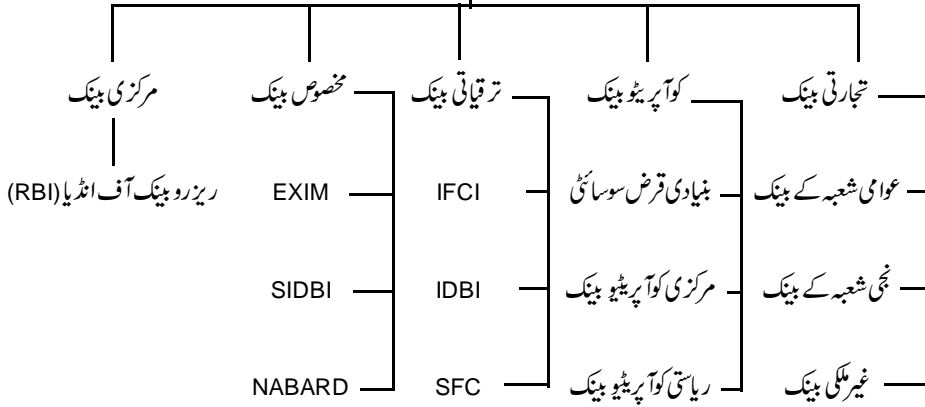 تجارتی بینک
کوآپریٹو بینک
ترقیاتی بینک
مخصوص بینک
مرکزی بینک
عوامی شعبہ کے بینک
بنیادی قرض سوسائٹی
IFCI
EXIM
ریزرو بینک آف انڈیا (RBI)
نجی شعبہ کے بینک
مرکزی کوآپریٹیو بینک
IDBI
SIDBI
غیر ملکی بینک
ریاستی کوآپریٹیو بینک
SFC
NABARD